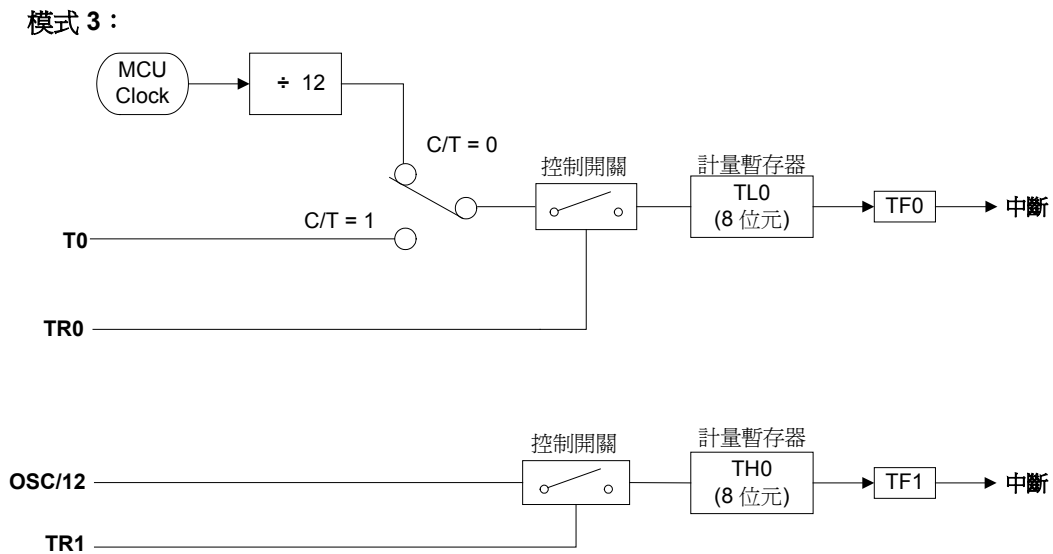 模式 3：
MCU
Clock
÷ 12
C/T = 0
控制開關
計量暫存器
TL0
(8 位元)
TF0
中斷
C/T = 1
T0
TR0
控制開關
計量暫存器
OSC/12
TH0
(8 位元)
TF1
中斷
TR1